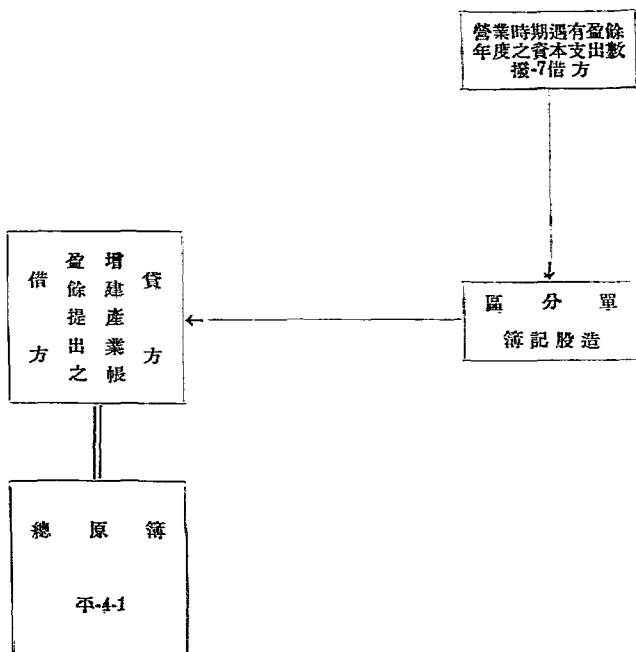 營業時期遇有盈餘
年度之資本支出數
撥-7借方
區分單
簿記股造
貸方
增建產業帳
盈餘提出之
借方
總原簿
平-4-1